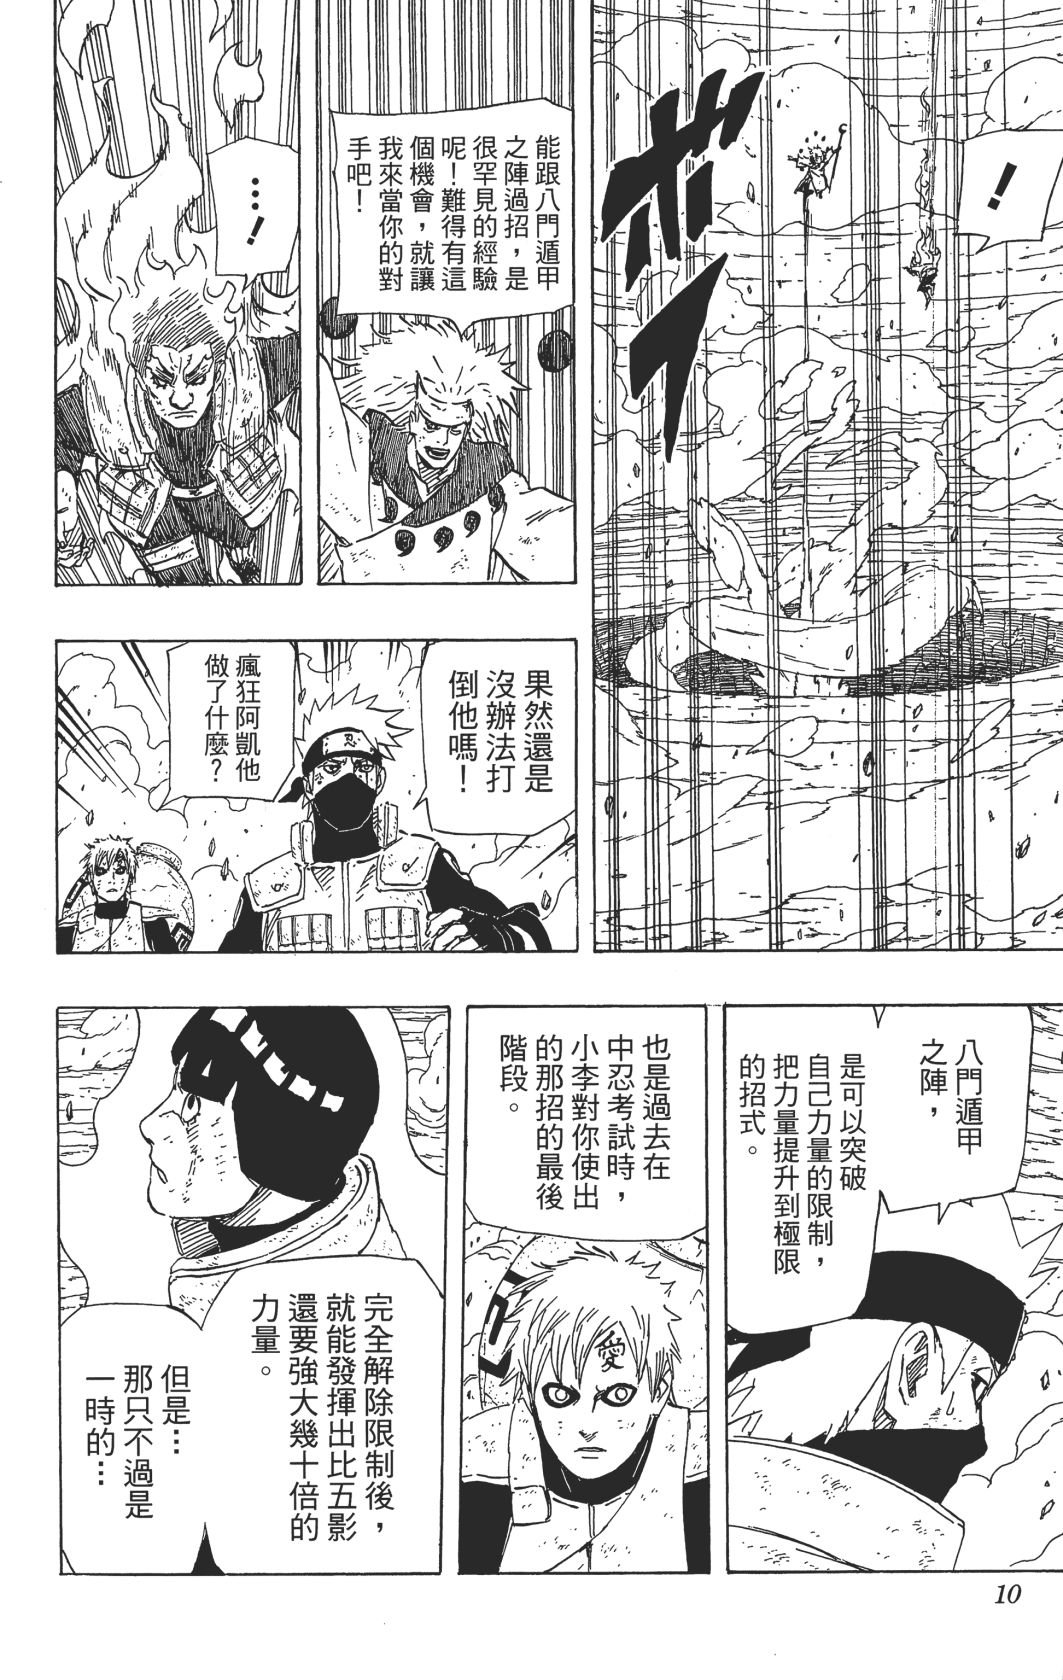 ！
ボッ
能跟八門遁甲
之陣過招，是
很罕見的經驗
呢！難得有這
個機會，就讓
我來當你的對
手吧！
…！
果然還是
沒辦法打
倒他嗎！
瘋狂阿凱他
做了什麼？
忍
八門遁甲
之陣，
是可以突破
自己力量的限制，
把力量提升到極限
的招式。
也是過去在
中忍考試時，
小李對你使出
的那招的最後
階段。
愛
完全解除限制後，
就能發揮出比五影
還要強大幾十倍的
力量。
但是…
那只不過是
一時的…
10